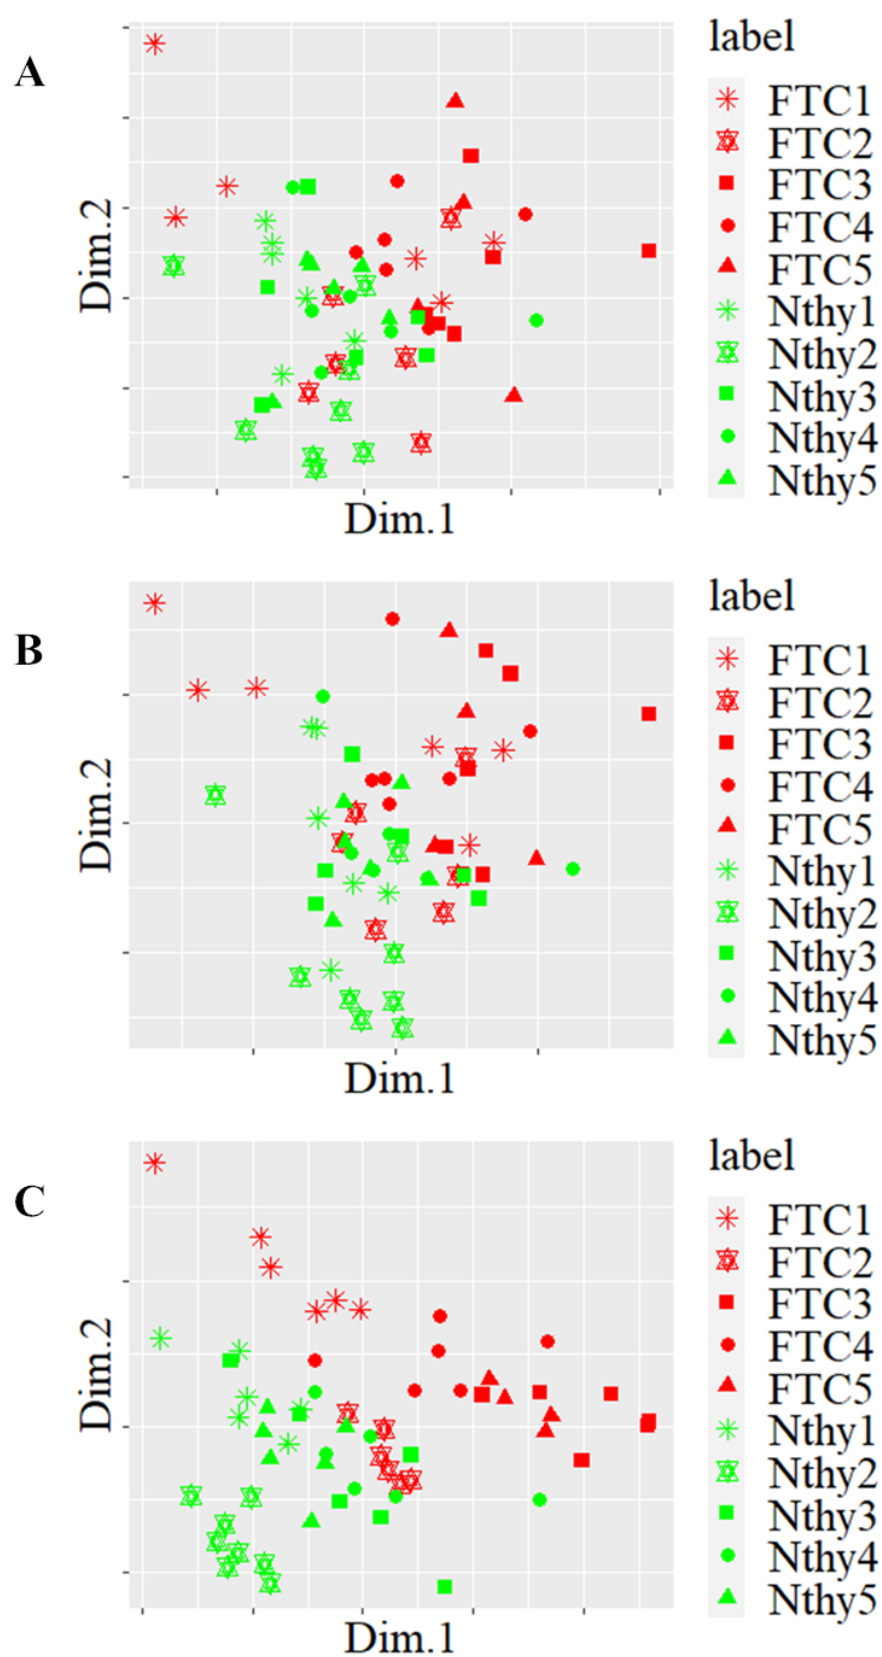 A
label
FTC1
FTC2
FTC3
FTC4
FTC5
Nthy1
Nthy2
Nthy3
Nthy4
Nthy5
Dim.2
Dim.1
B
label
FTC1
FTC2
FTC3
FTC4
FTC5
Nthy1
Nthy2
Nthy3
Nthy4
Nthy5
Dim.2
Dim.1
C
label
FTC1
FTC2
FTC3
FTC4
FTC5
Nthy1
Nthy2
Nthy3
Nthy4
Nthy5
Dim.2
Dim.1